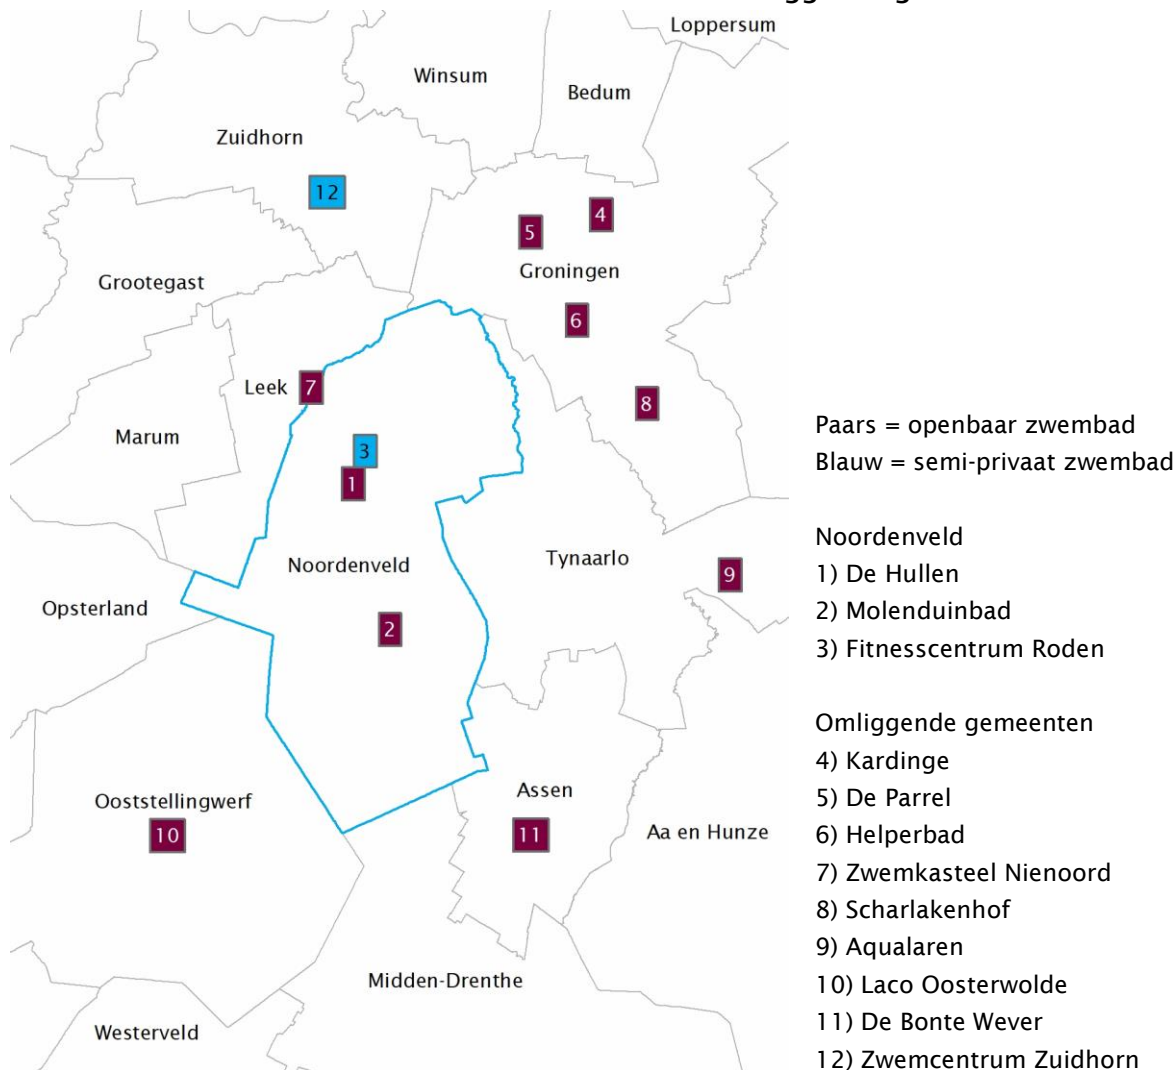 Loppersum
Winsum
Bedum
Zuidhorn
12
4
5
Groningen
Grootegast
6
Leek
7
8
Marum
3
1
Noordenveld
Tynaarlo
9
Opsterland
2
Assen
Ooststellingwerf
10
11
Aa en Hunze
Midden-Drenthe
Westerveld
Paars = openbaar zwembad
Blauw = semi-privaat zwembad
Noordenveld
1) De Hullen
2) Molenduinbad
3) Fitnesscentrum Roden
Omliggende gemeenten
4) Kardinge
5) De Parrel
6) Helperbad
7) Zwemkasteel Nienoord
8) Scharlakenhof
9) Aqualaren
10) Laco Oosterwolde
11) De Bonte Wever
12) Zwemcentrum Zuidhorn